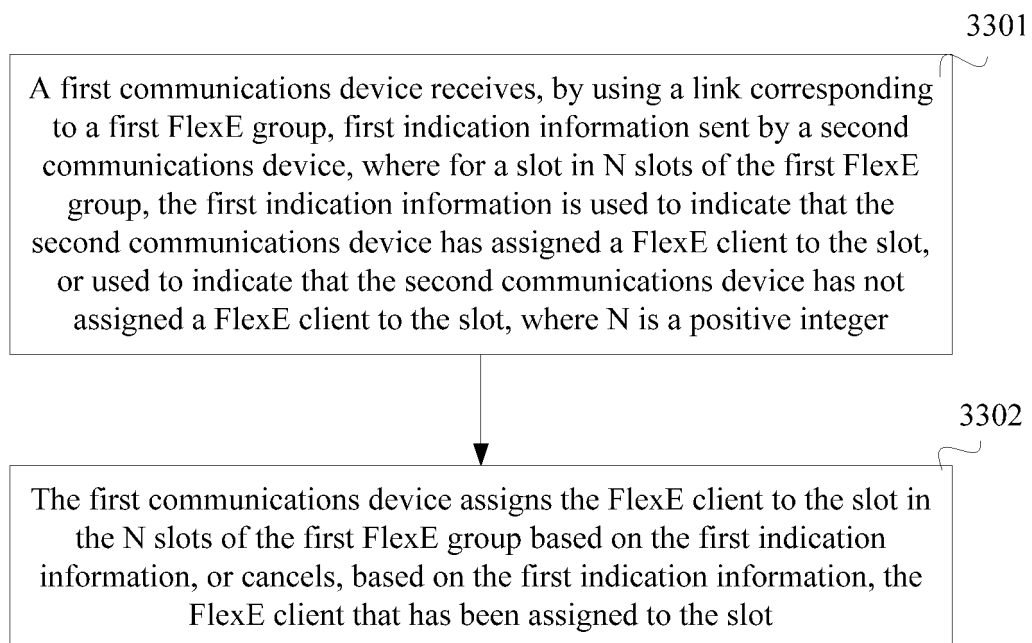 3301
A first communications device receives, by using a link corresponding
to a first FlexE group, first indication information sent by a second
communications device, where for a slot in N slots of the first FlexE
group, the first indication information is used to indicate that the
second communications device has assigned a FlexE client to the slot,
or used to indicate that the second communications device has not
assigned a FlexE client to the slot, where N is a positive integer
3302
The first communications device assigns the FlexE client to the slot in
the N slots of the first FlexE group based on the first indication
information, or cancels, based on the first indication information, the
FlexE client that has been assigned to the slot